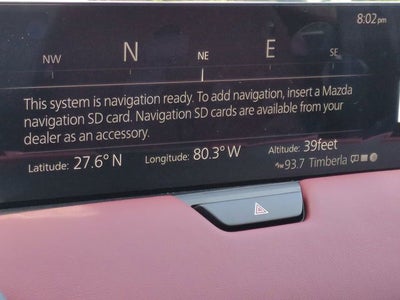 8:02pm
NW N NE E SE
This system is navigation ready. To add navigation, insert a Mazda
navigation SD card. Navigation SD cards are available from your
dealer as an accessory.
Latitude: 27.6° N Longitude: 80.3° W Altitude: 39feet
93.7 Timberla